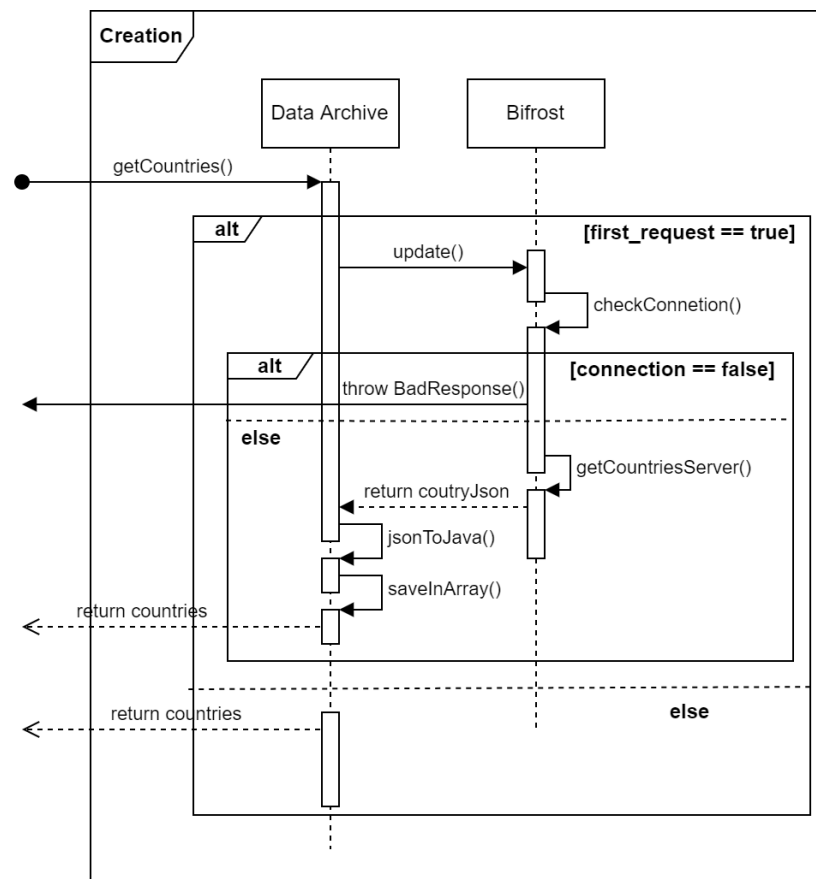 Creation
Data Archive
Bifrost
getCountries()
alt
[first_request == true]
update()
checkConnetion()
alt
[connection == false]
throw BadResponse()
else
getCountriesServer()
return coutryJson
jsonToJava()
saveInArray()
return countries
else
return countries